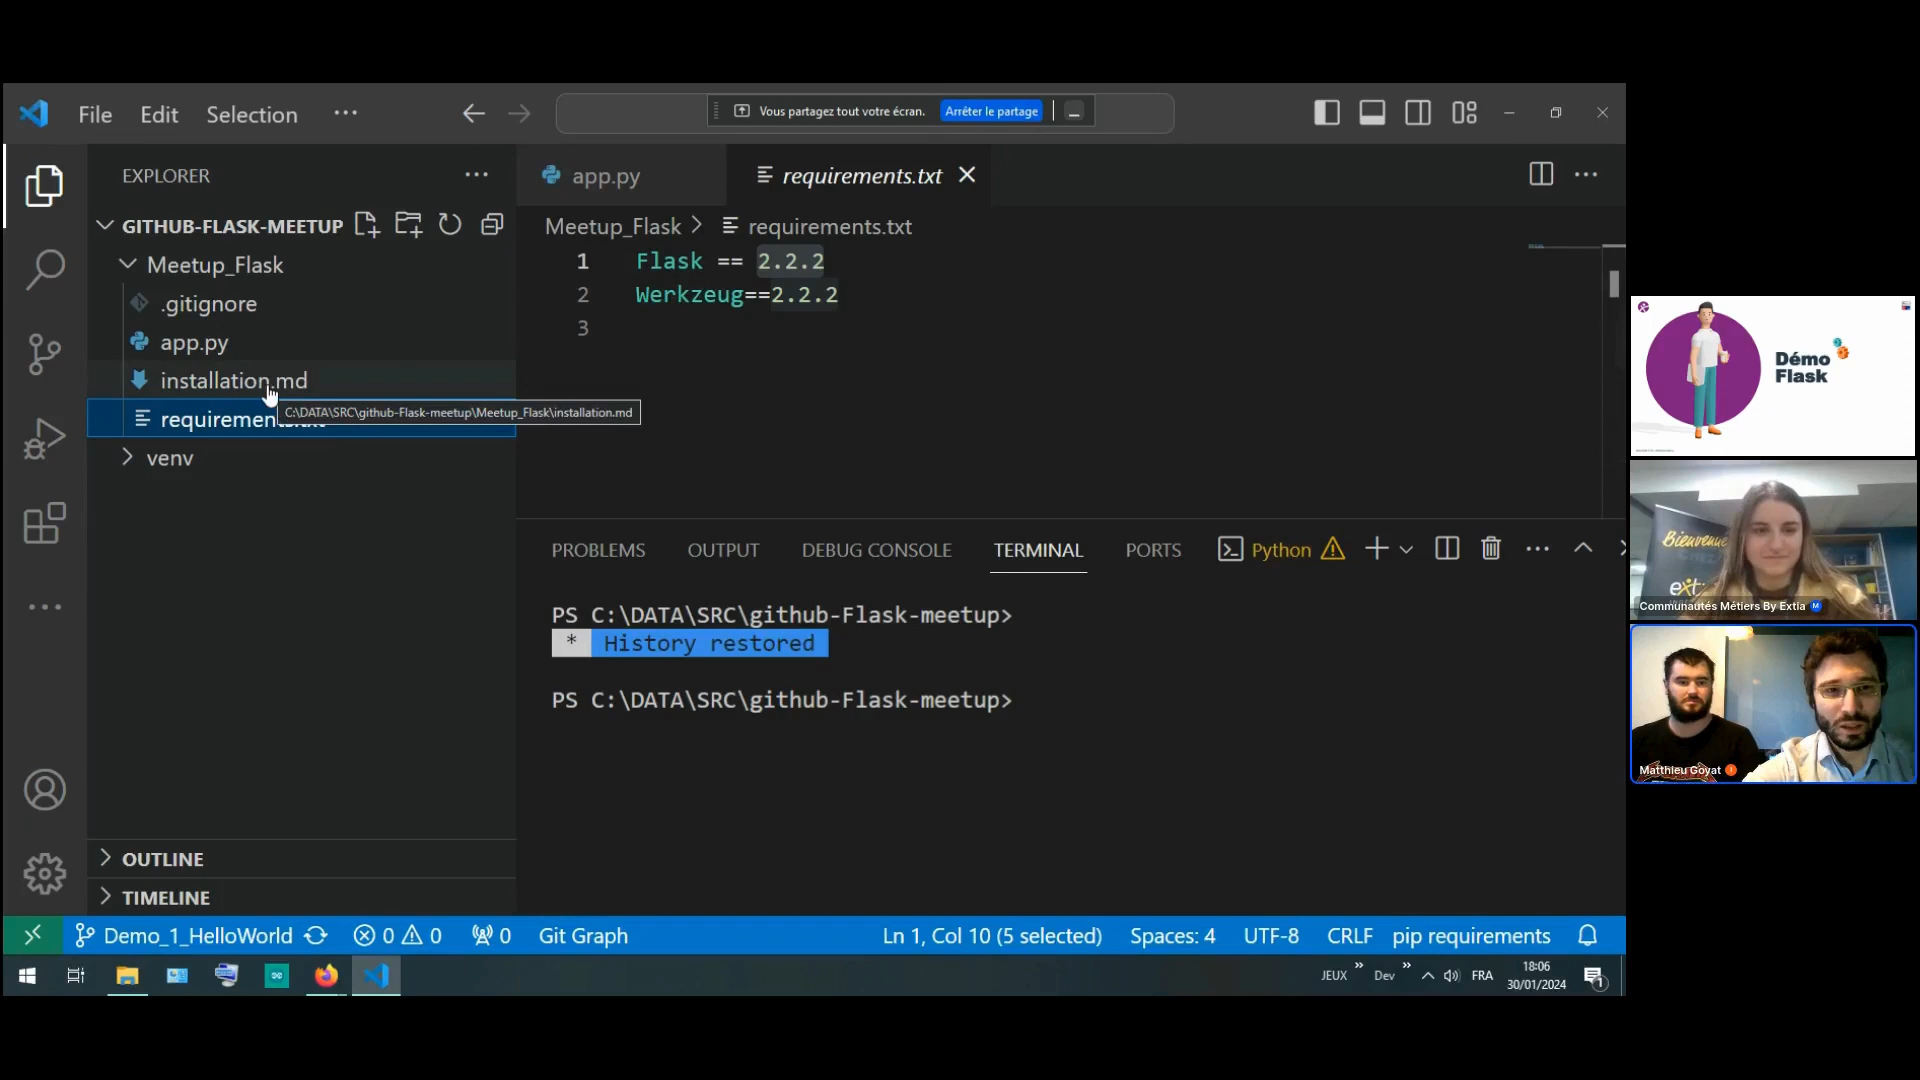 File Edit Selection ...
Vous partagez tout votre écran. Arrêter le partage
EXPLORER
GITHUB-FLASK-MEETUP
Meetup_Flask
.gitignore
app.py
installation.md
C:\DATA\SRC\github-Flask-meetup\Meetup_Flask\installation.md
venv
OUTLINE
TIMELINE
app.py
requirements.txt
Meetup_Flask > requirements.txt
1 Flask == 2.2.2
2 Werkzeug==2.2.2
3
PROBLEMS OUTPUT DEBUG CONSOLE TERMINAL PORTS Python
PS C:\DATA\SRC\github-Flask-meetup>
* History restored
PS C:\DATA\SRC\github-Flask-meetup>
Demo_1_HelloWorld 0 0 0 Git Graph Ln 1, Col 10 (5 selected) Spaces: 4 UTF-8 CRLF pip requirements
JEUX Dev FRA
18:06
30/01/2024
1
Démo
Flask
Bienvenue
Communautés Métiers By Extia
Matthieu Goyat